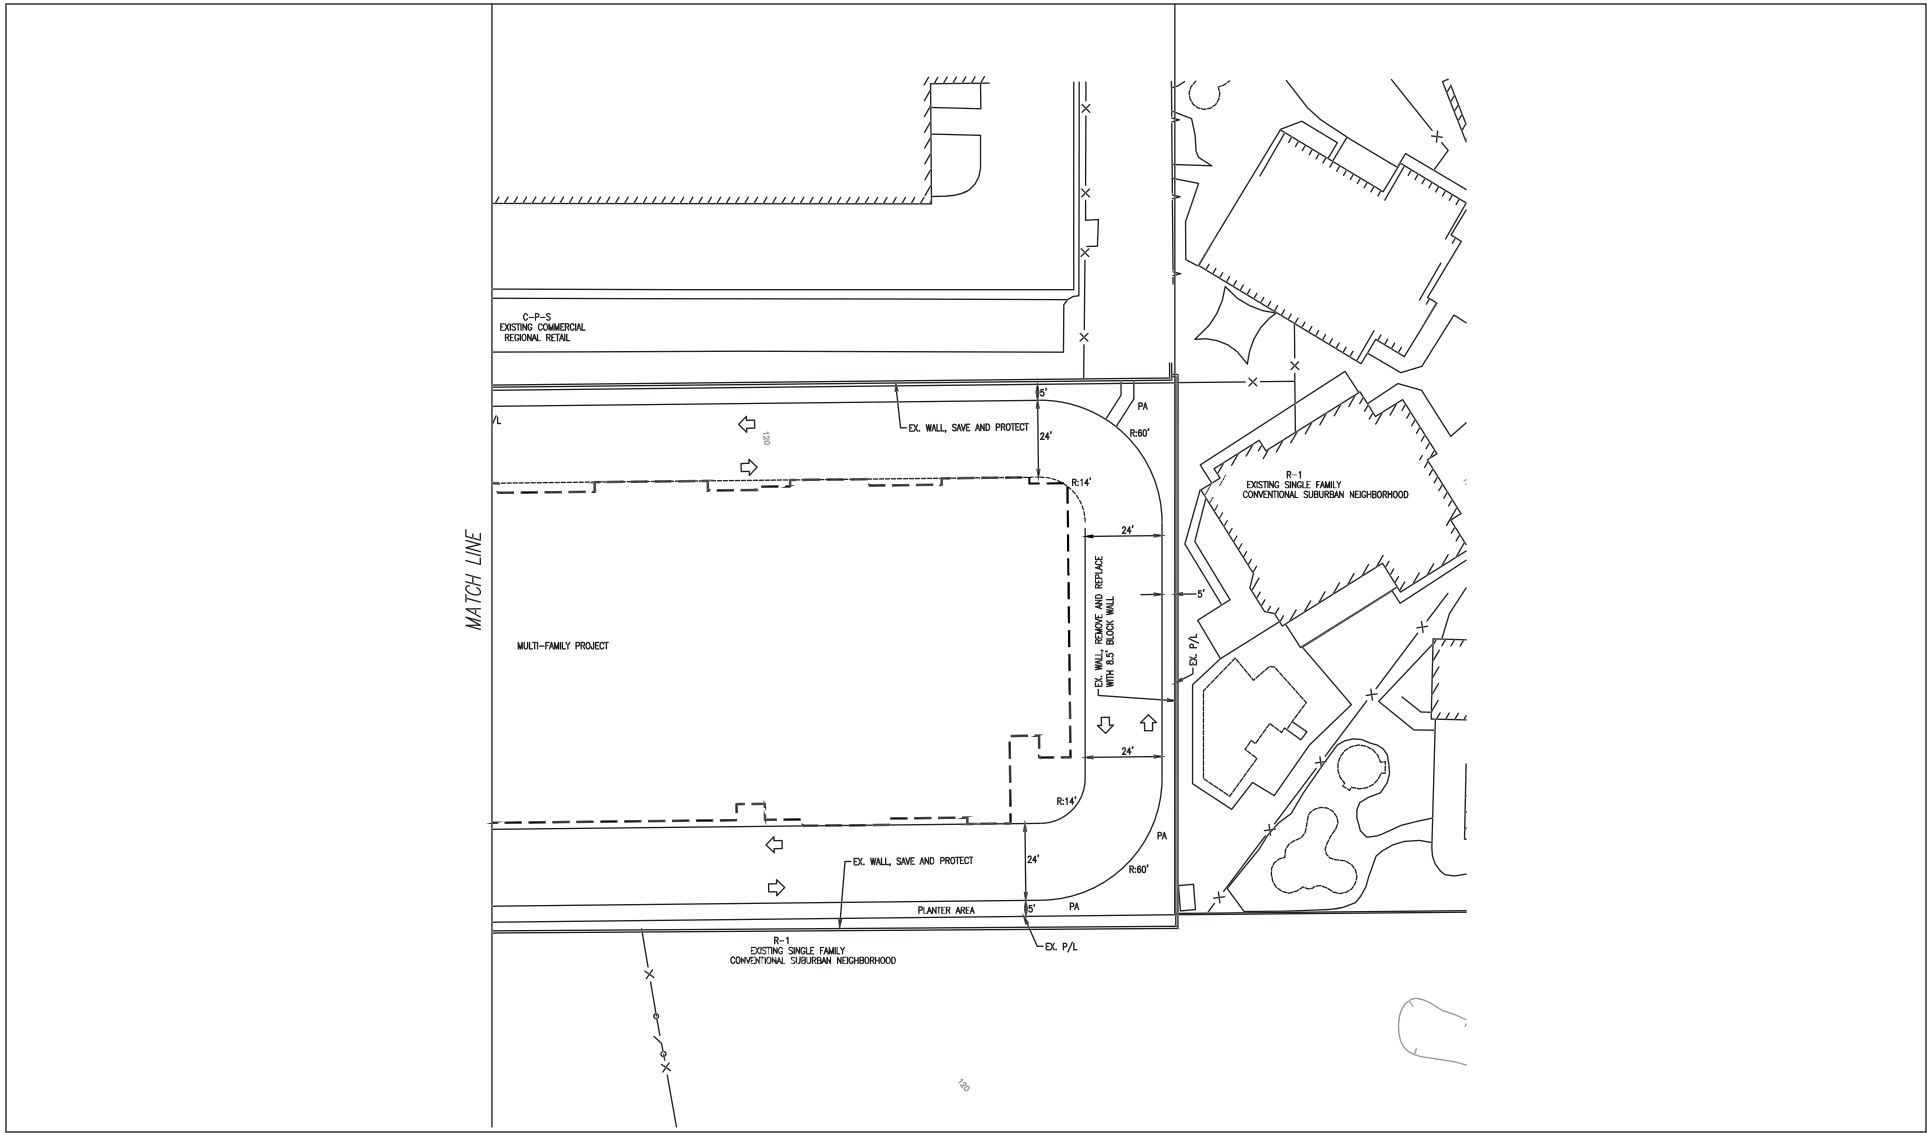 C-P-S
EXISTING COMMERCIAL
REGIONAL RETAIL
/L
120
EX. WALL, SAVE AND PROTECT
5'
24'
PA
R:60'
R:14'
24'
R-1
EXISTING SINGLE FAMILY
CONVENTIONAL SUBURBAN NEIGHBORHOOD
MATCH LINE
MULTI-FAMILY PROJECT
EX. WALL, REMOVE AND REPLACE
WITH 8.5' BLOCK WALL
5'
EX. P/L
24'
R:14'
PA
R:60'
24'
EX. WALL, SAVE AND PROTECT
PLANTER AREA
5'
PA
EX. P/L
R-1
EXISTING SINGLE FAMILY
CONVENTIONAL SUBURBAN NEIGHBORHOOD
120